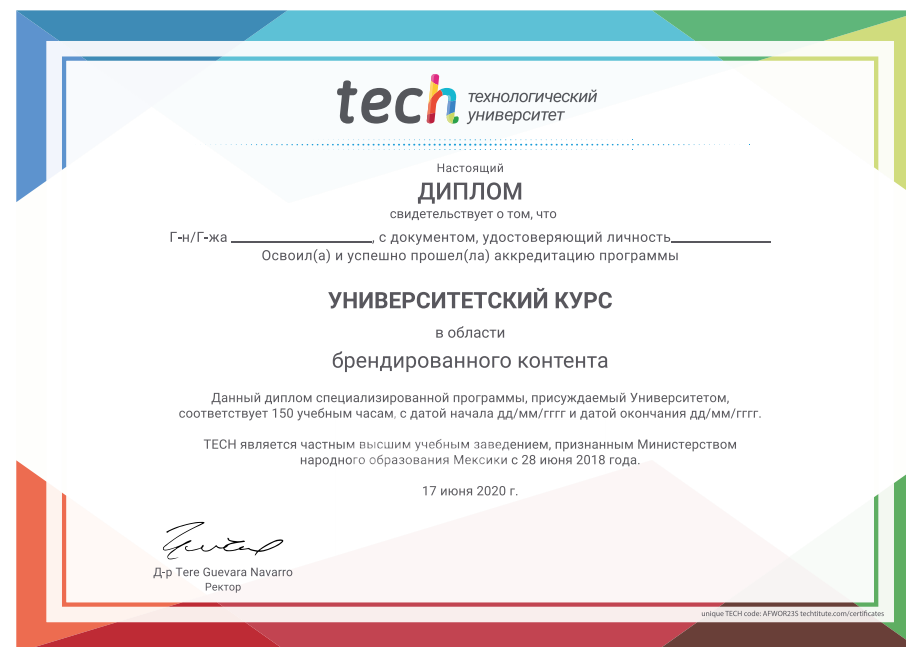 tech технологический
университет
Настоящий
ДИПЛОМ
свидетельствует о том, что
Г-н/Г-жа ________________, с документом, удостоверяющий личность____________
Освоил(а) и успешно прошел(ла) аккредитацию программы
УНИВЕРСИТЕТСКИЙ КУРС
в области
брендированного контента
Данный диплом специализированной программы, присуждаемый Университетом,
соответствует 150 учебным часам, с датой начала дд/мм/гггг и датой окончания дд/мм/гггг.
TECH является частным высшим учебным заведением, признанным Министерством
народного образования Мексики с 28 июня 2018 года.
17 июня 2020 г.
Д-р Tere Guevara Navarro
Ректор
unique TECH code: AFWOR23S techtitute.com/certificates